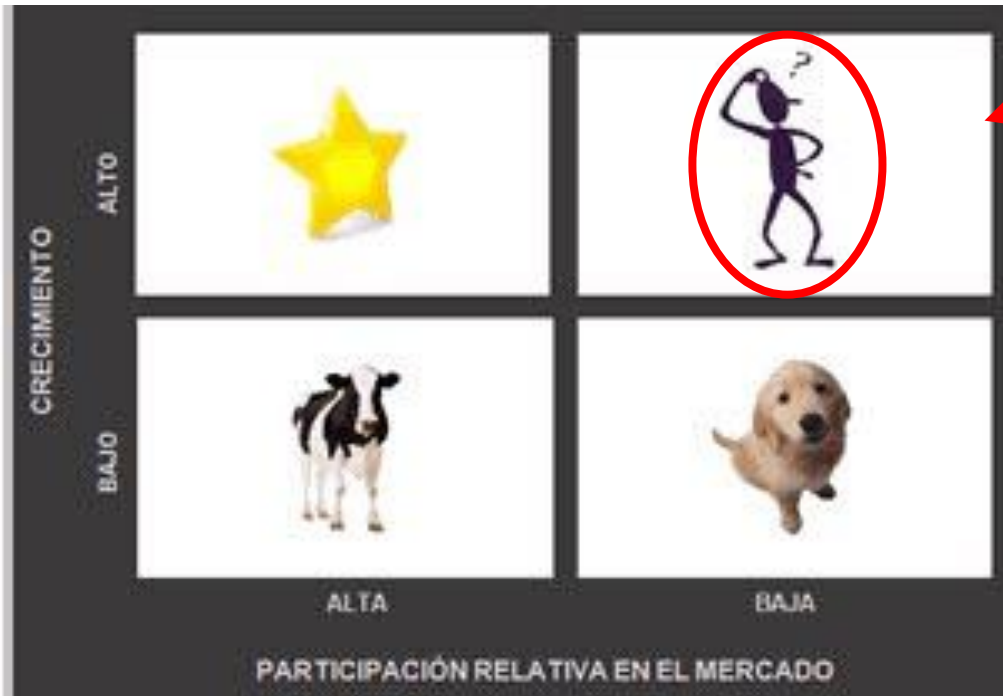 ?
CRECIMIENTO
ALTO
BAJO
ALTA
BAJA
PARTICIPACIÓN RELATIVA EN EL MERCADO